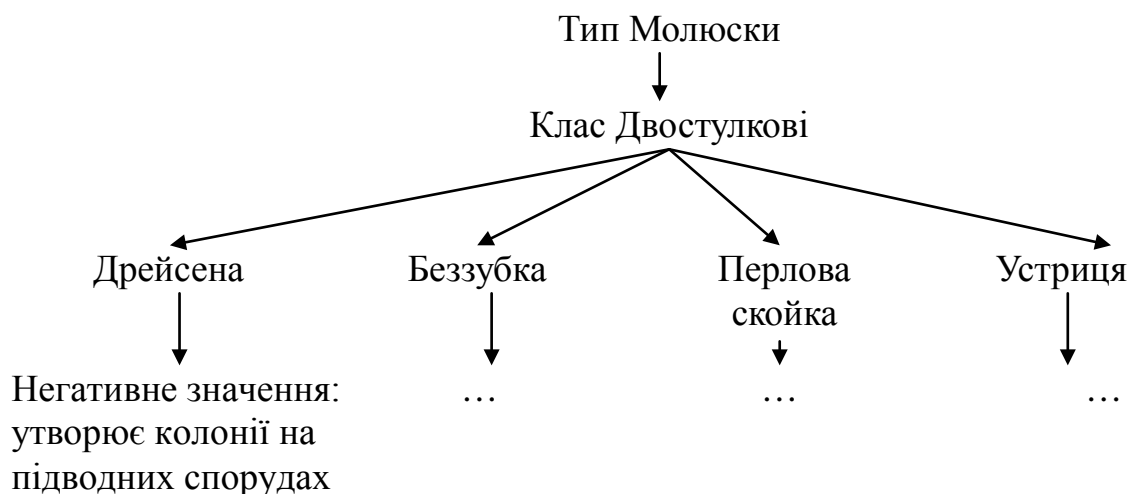 Тип Молюски
Клас Двостулкові
Дрейсена
Беззубка
Перлова
скойка
Устриця
Негативне значення:
утворює колонії на
підводних спорудах
…
…
…